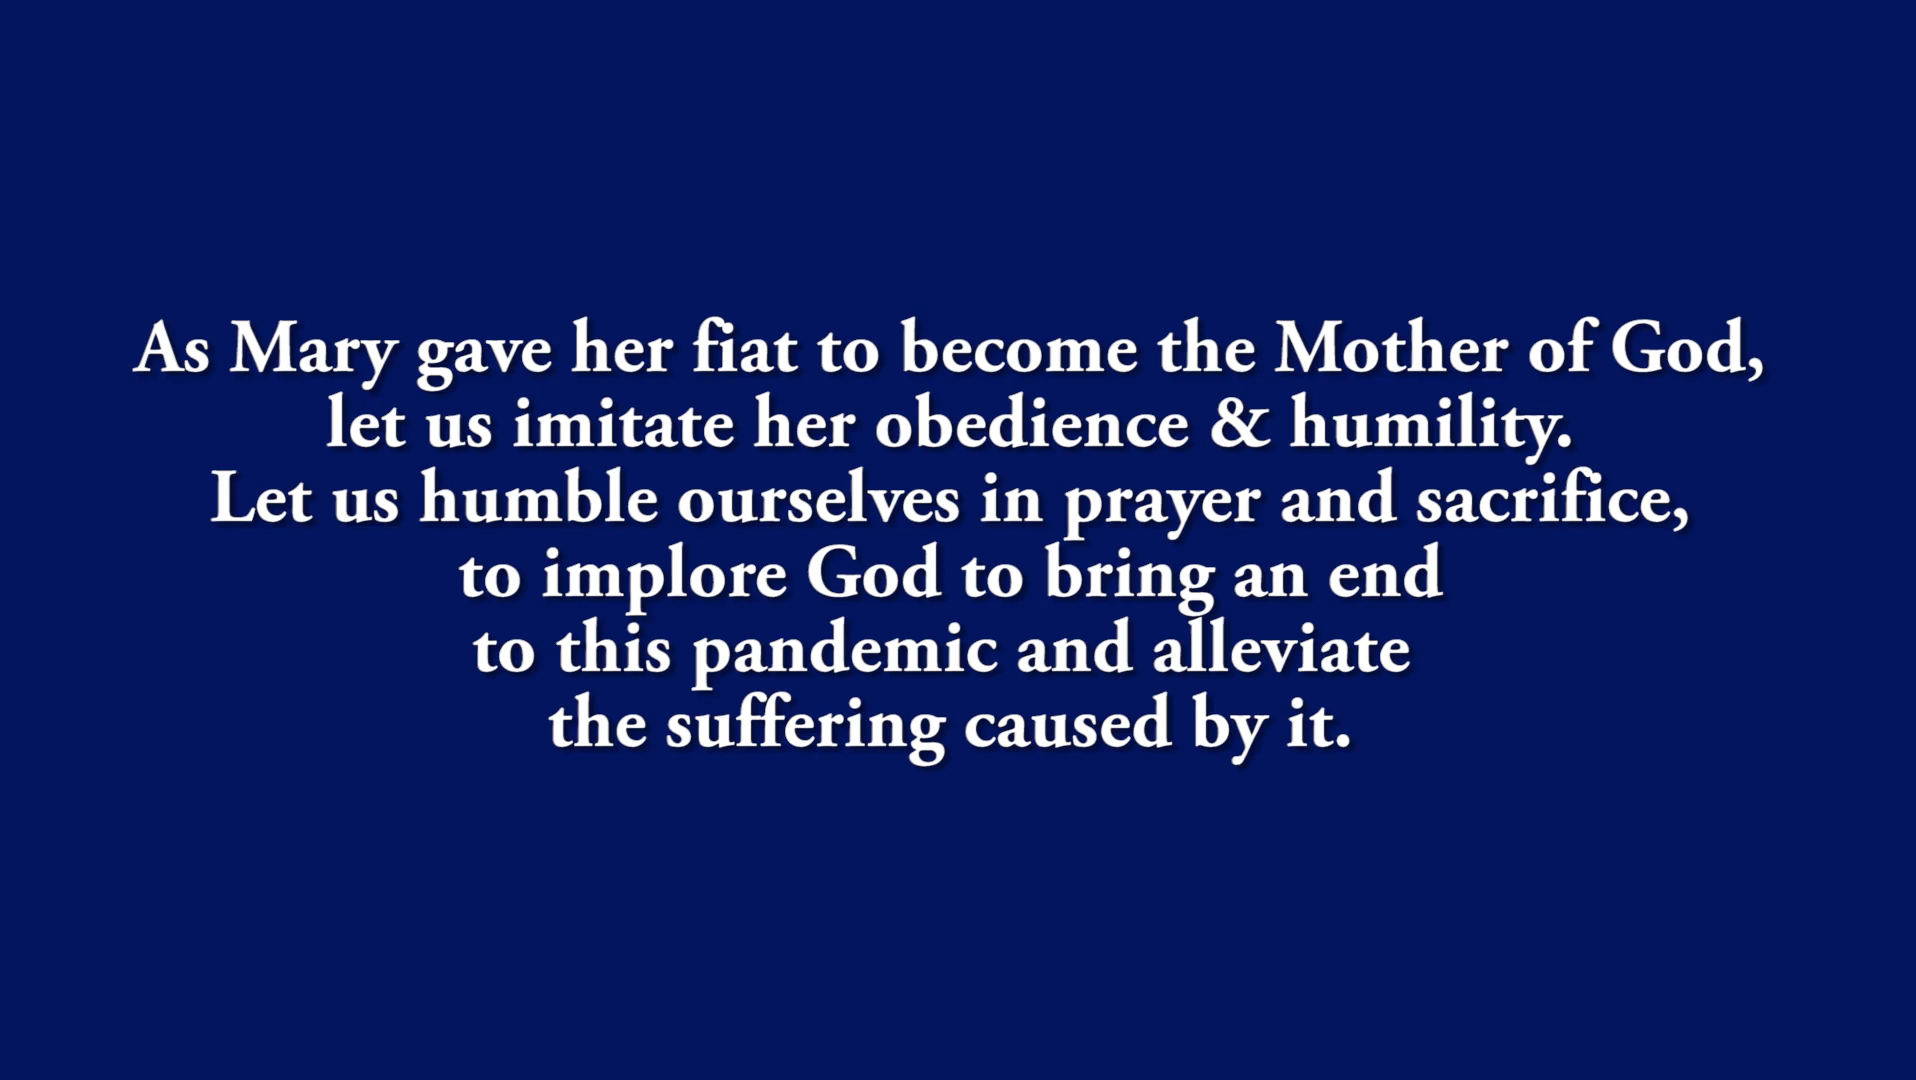 As Mary gave her fiat to become the Mother of God,
let us imitate her obedience & humility.
Let us humble ourselves in prayer and sacrifice,
to implore God to bring an end
to this pandemic and alleviate
the suffering caused by it.